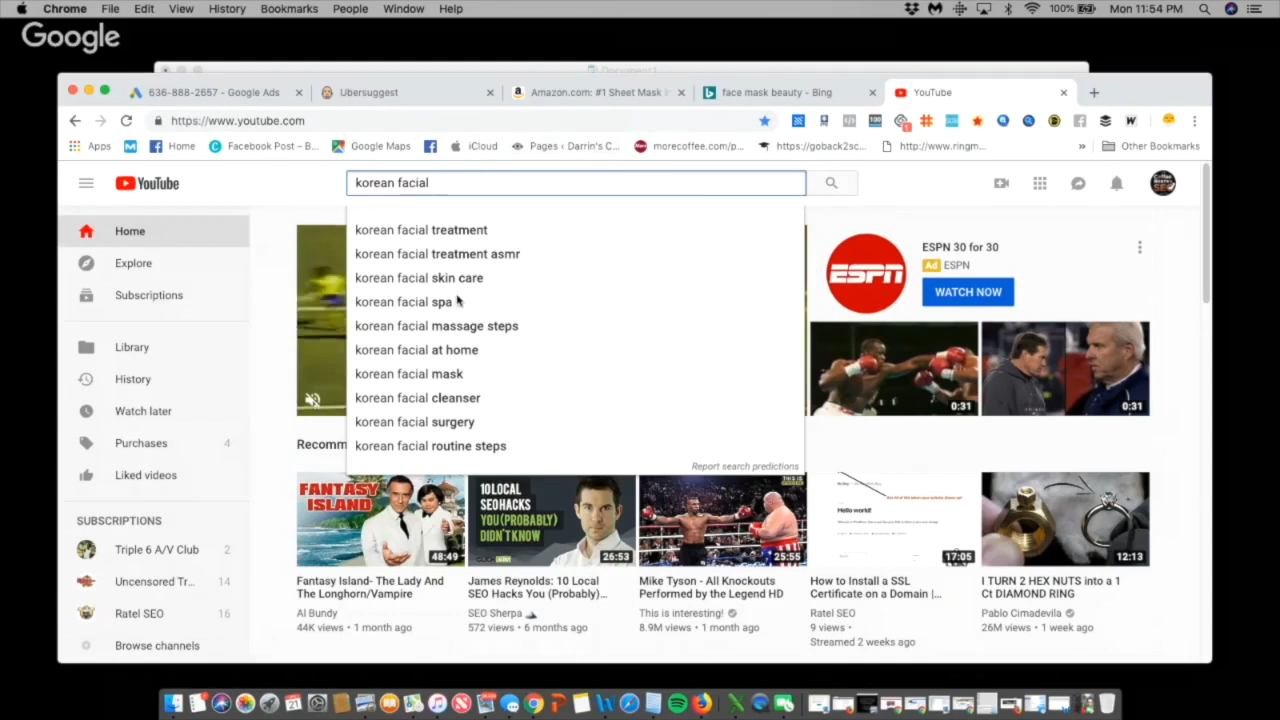 Chrome File Edit View History Bookmarks People Window Help 100% Mon 11:54 PM
Google
Document1
636-888-2657 - Google Ads
Ubersuggest
Amazon.com: #1 Sheet Mask
face mask beauty - Bing
YouTube
https://www.youtube.com
Apps
Home
Facebook Post – B...
Google Maps
iCloud
Pages ‹ Darrin's C...
morecoffee.com/p...
https://goback2sc...
http://www.ringm...
» Other Bookmarks
YouTube
korean facial
Home
Explore
Subscriptions
Library
History
Watch later
Purchases 4
Liked videos
SUBSCRIPTIONS
Triple 6 A/V Club 2
Uncensored Tr... 14
Ratel SEO 16
Browse channels
korean facial treatment
korean facial treatment asmr
korean facial skin care
korean facial spa
korean facial massage steps
korean facial at home
korean facial mask
korean facial cleanser
korean facial surgery
korean facial routine steps
Report search predictions
ESPN
ESPN 30 for 30
Ad ESPN
WATCH NOW
0:31
0:31
Recomm
FANTASY
ISLAND
48:49
Fantasy Island- The Lady And
The Longhorn/Vampire
Al Bundy
44K views • 1 month ago
10 LOCAL
SEO HACKS
YOU (PROBABLY)
DIDN'T KNOW
26:53
James Reynolds: 10 Local
SEO Hacks You (Probably)...
SEO Sherpa
572 views • 6 months ago
THIS IS
25:55
Mike Tyson - All Knockouts
Performed by the Legend HD
This is interesting!
8.9M views • 1 month ago
Hello world!
17:05
How to Install a SSL
Certificate on a Domain |...
Ratel SEO
9 views •
Streamed 2 weeks ago
12:13
I TURN 2 HEX NUTS into a 1
Ct DIAMOND RING
Pablo Cimadevila
26M views • 1 week ago